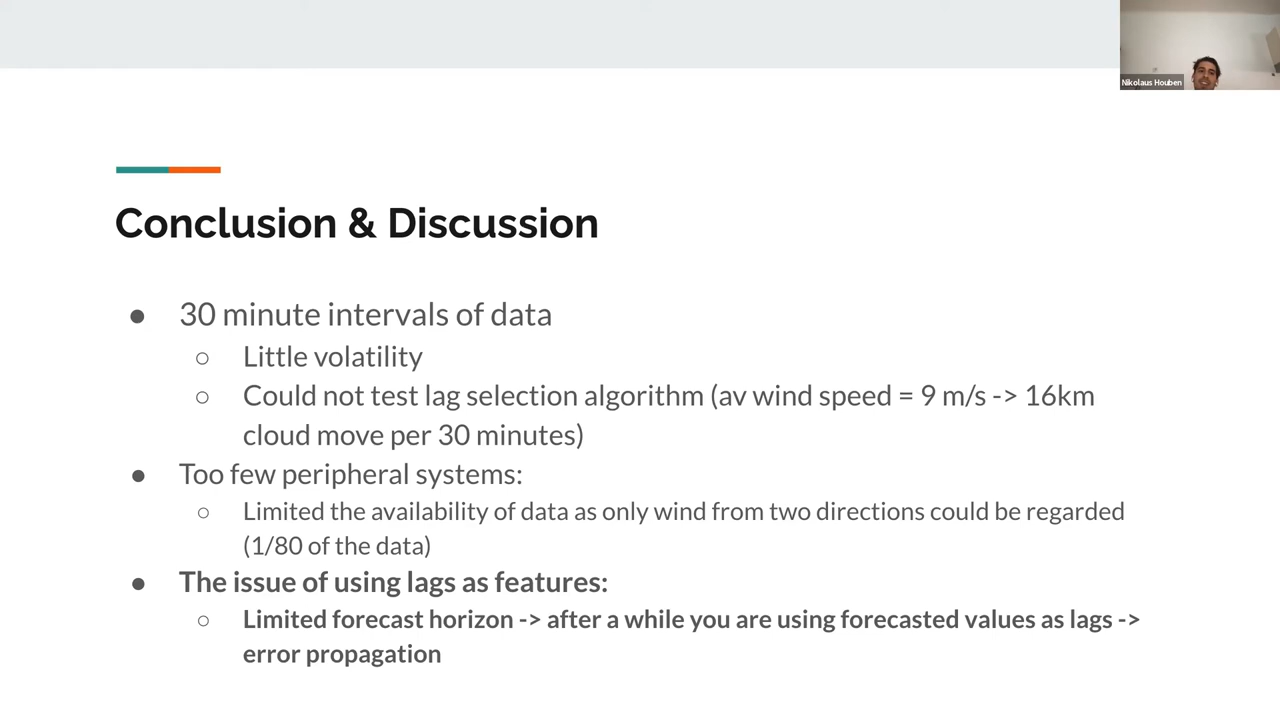 Nikolaus Houben
Conclusion & Discussion
● 30 minute intervals of data
○ Little volatility
○ Could not test lag selection algorithm (av wind speed = 9 m/s -> 16km
cloud move per 30 minutes)
● Too few peripheral systems:
○ Limited the availability of data as only wind from two directions could be regarded
(1/80 of the data)
● The issue of using lags as features:
○ Limited forecast horizon -> after a while you are using forecasted values as lags ->
error propagation